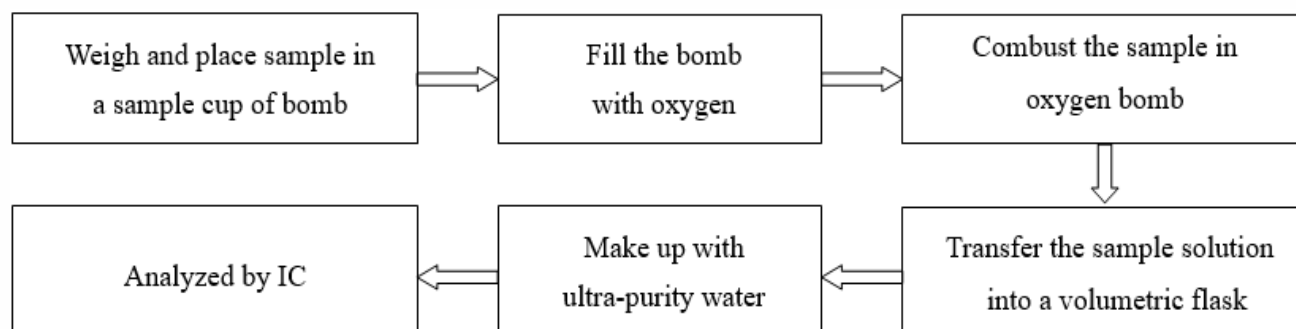 Weigh and place sample in
a sample cup of bomb
Fill the bomb
with oxygen
Combust the sample in
oxygen bomb
Transfer the sample solution
into a volumetric flask
Make up with
ultra-purity water
Analyzed by IC